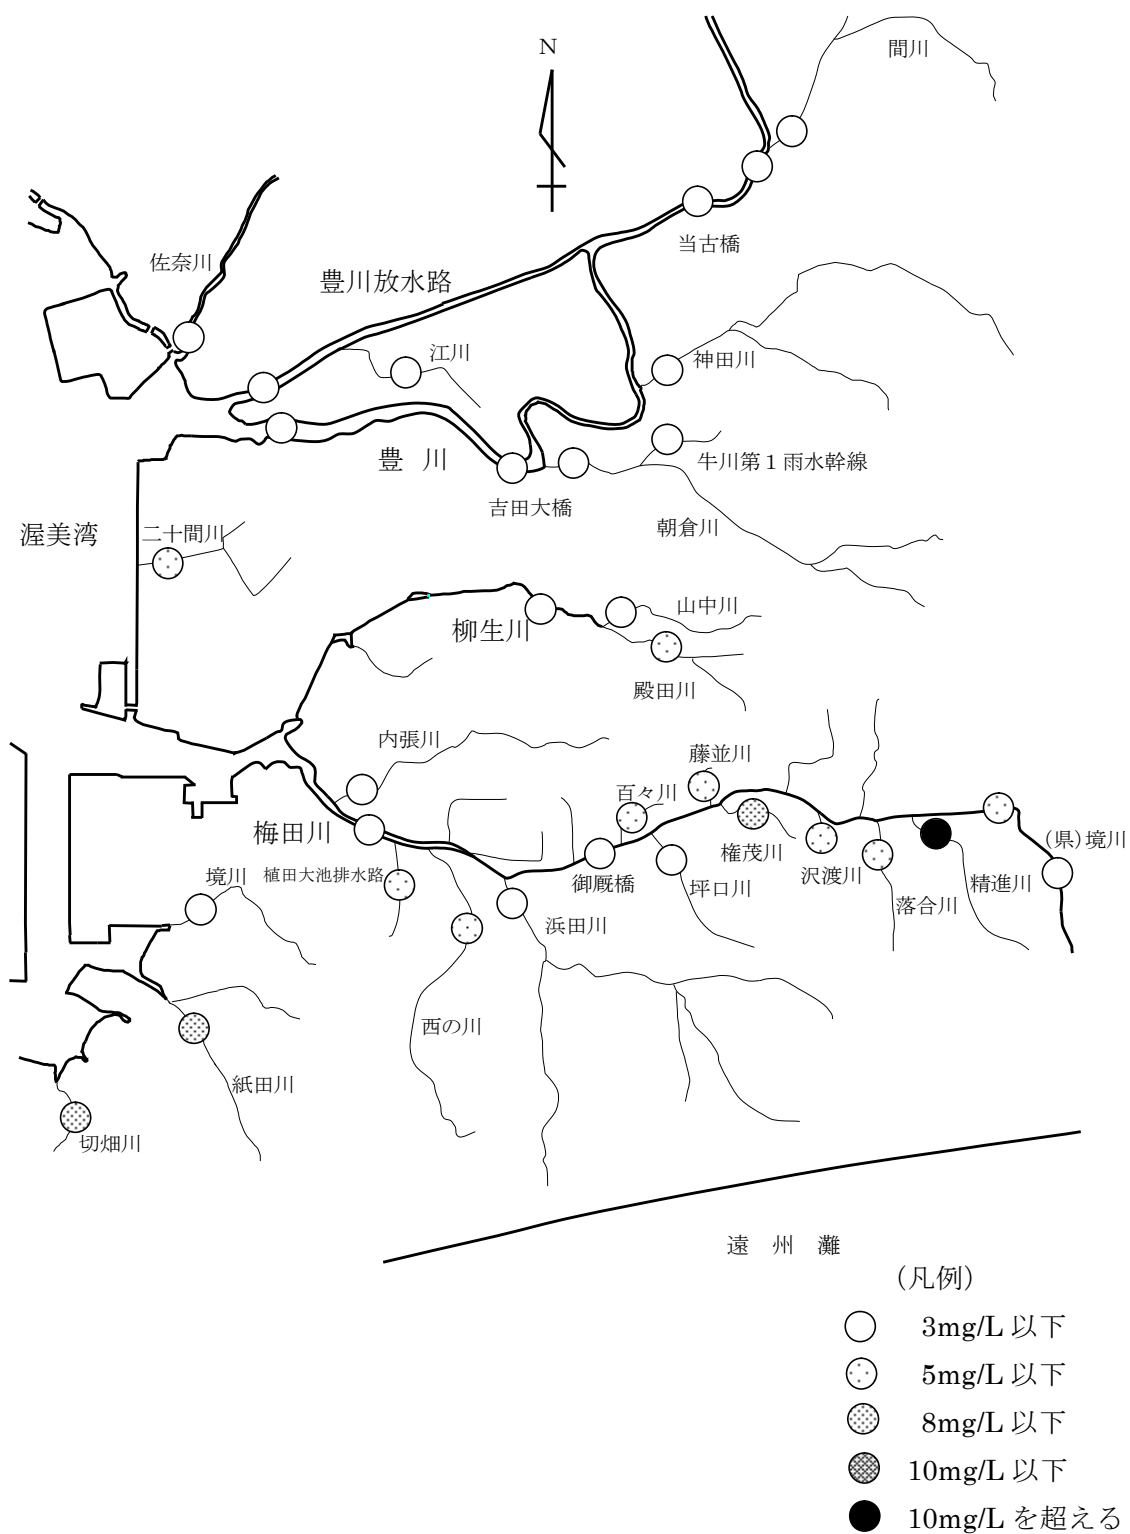 間川
N
当古橋
佐奈川
豊川放水路
江川
神田川
豊 川
牛川第１雨水幹線
吉田大橋
朝倉川
渥美湾
二十間川
山中川
柳生川
殿田川
内張川
藤並川
百々川
梅田川
(県)境川
権茂川
沢渡川
植田大池排水路
境川
御厩橋
坪口川
精進川
落合川
浜田川
西の川
紙田川
切畑川
遠 州 灘
(凡例)
3mg/L 以下
5mg/L 以下
8mg/L 以下
10mg/L 以下
10mg/L を超える